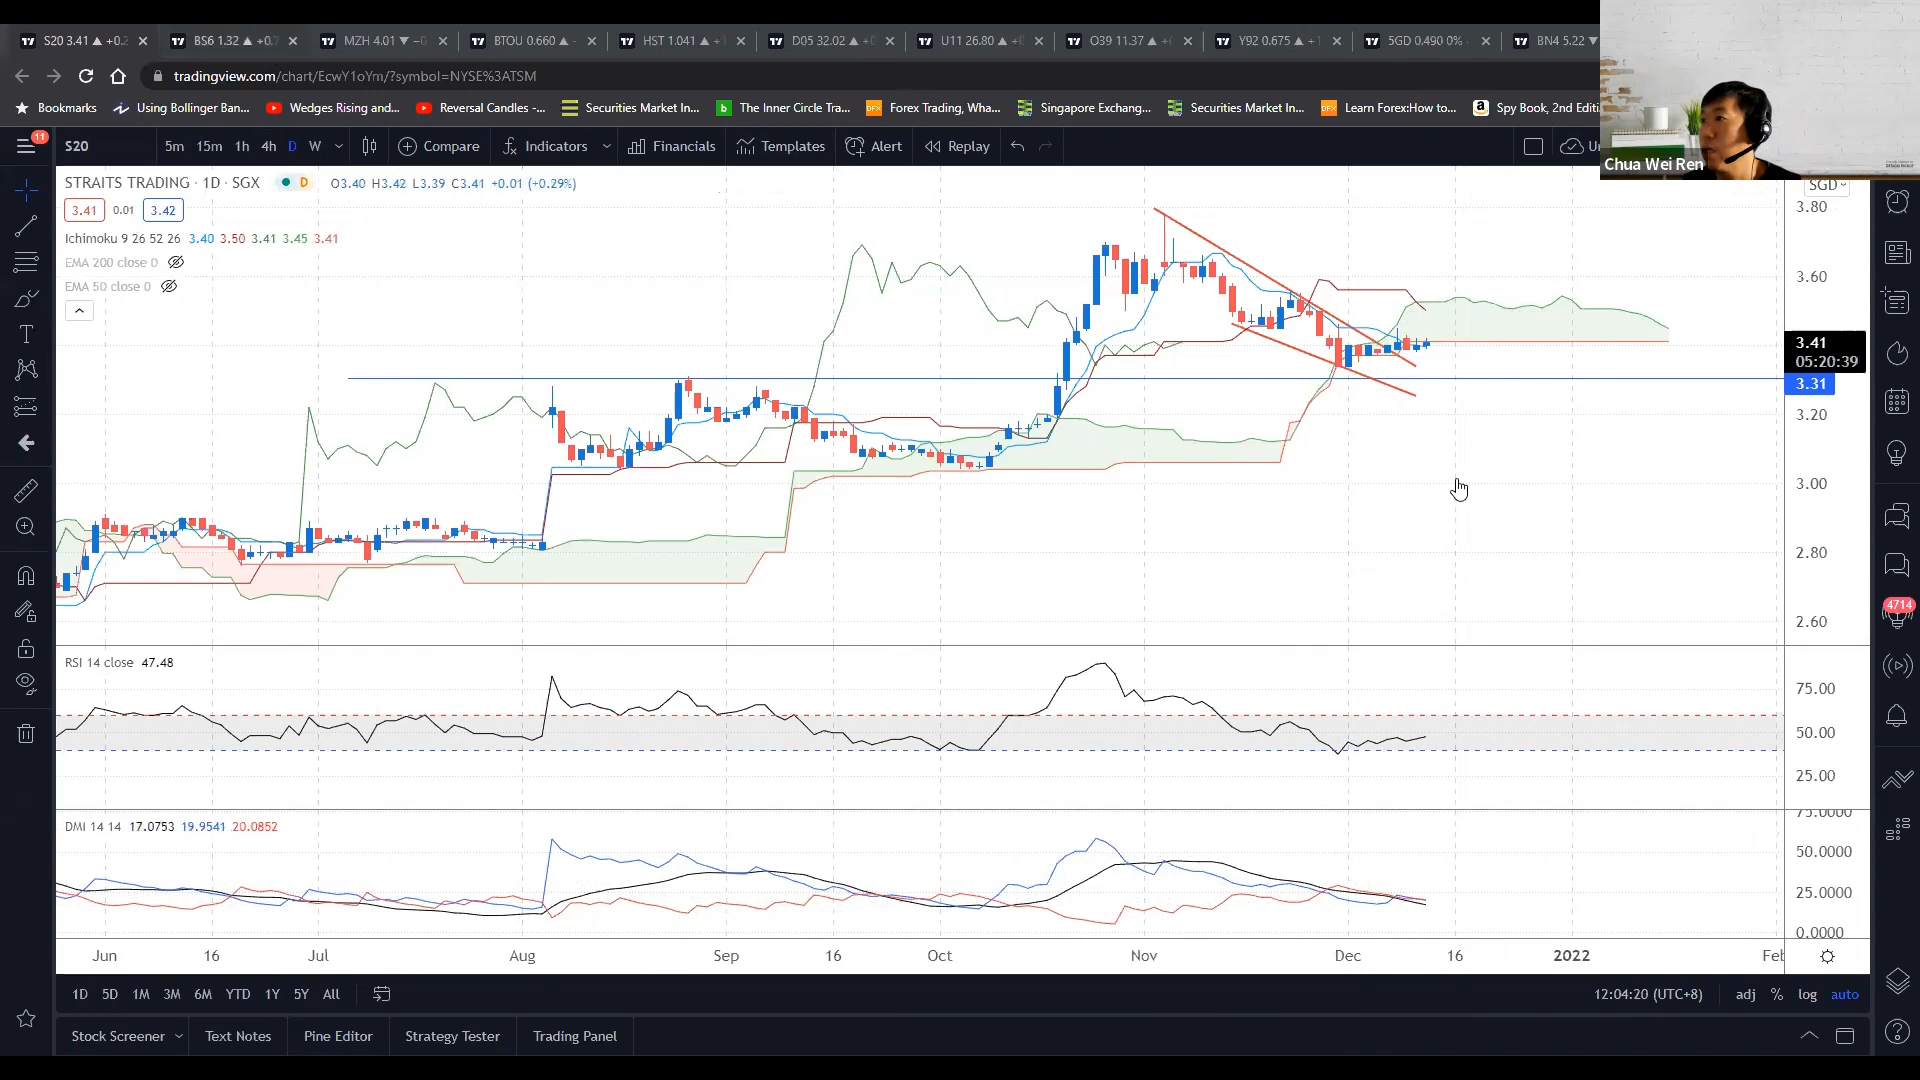 S20 3.41 ▲ +0.2
BS6 1.32 ▲ +0.
MZH 4.01 ▼ −
BTOU 0.660 ▲ −
HST 1.041 ▲ +
D05 32.02 ▲ +
U11 26.80 ▲ +
O39 11.37 ▲ +
Y92 0.675 ▲ +
5GD 0.490 0%
BN4 5.22 ▼
tradingview.com/chart/EcwY1oYm/?symbol=NYSE%3ATSM
Bookmarks
Using Bollinger Ban...
Wedges Rising and...
Reversal Candles -...
Securities Market In...
The Inner Circle Tra...
Forex Trading, Wha...
Singapore Exchang...
Securities Market In...
Learn Forex:How to...
Spy Book, 2nd Editi
Chua Wei Ren
11
S20
5m 15m 1h 4h D W
Compare
Indicators
Financials
Templates
Alert
Replay
Un
STRAITS TRADING · 1D · SGX
D
O3.40 H3.42 L3.39 C3.41 +0.01 (+0.29%)
3.41 0.01 3.42
Ichimoku 9 26 52 26 3.40 3.50 3.41 3.45 3.41
EMA 200 close 0
EMA 50 close 0
SGD
3.80
3.60
3.41
05:20:39
3.31
3.20
3.00
2.80
2.60
4714
RSI 14 close 47.48
75.00
50.00
25.00
DMI 14 14 17.0753 19.9541 20.0852
75.0000
50.0000
25.0000
0.0000
Jun 16 Jul Aug Sep 16 Oct Nov Dec 16 2022 Feb
1D 5D 1M 3M 6M YTD 1Y 5Y All
12:04:20 (UTC+8)
adj % log auto
Stock Screener
Text Notes
Pine Editor
Strategy Tester
Trading Panel